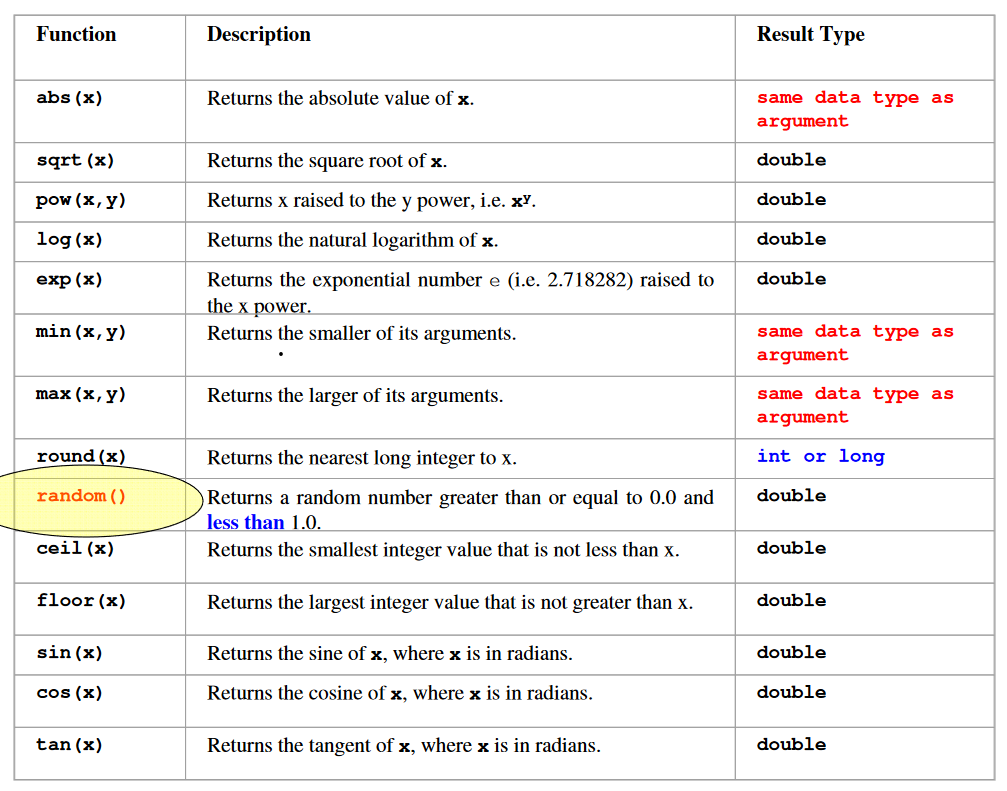 Function Description Result Type
abs(x) Returns the absolute value of x. same data type as
argument
sqrt(x) Returns the square root of x. double
pow(x,y) Returns x raised to the y power, i.e. xʸ. double
log(x) Returns the natural logarithm of x. double
exp(x) Returns the exponential number e (i.e. 2.718282) raised to double
the x power.
min(x,y) Returns the smaller of its arguments. same data type as
argument
max(x,y) Returns the larger of its arguments. same data type as
argument
round(x) Returns the nearest long integer to x. int or long
random() Returns a random number greater than or equal to 0.0 and double
less than 1.0.
ceil(x) Returns the smallest integer value that is not less than x. double
floor(x) Returns the largest integer value that is not greater than x. double
sin(x) Returns the sine of x, where x is in radians. double
cos(x) Returns the cosine of x, where x is in radians. double
tan(x) Returns the tangent of x, where x is in radians. double